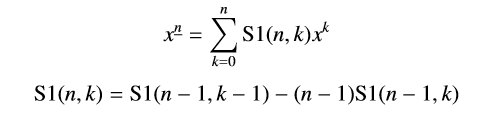 x^{\underline{n}} = \sum_{k=0}^{n} S1(n, k)x^k
S1(n, k) = S1(n − 1, k − 1) − (n − 1)S1(n − 1, k)